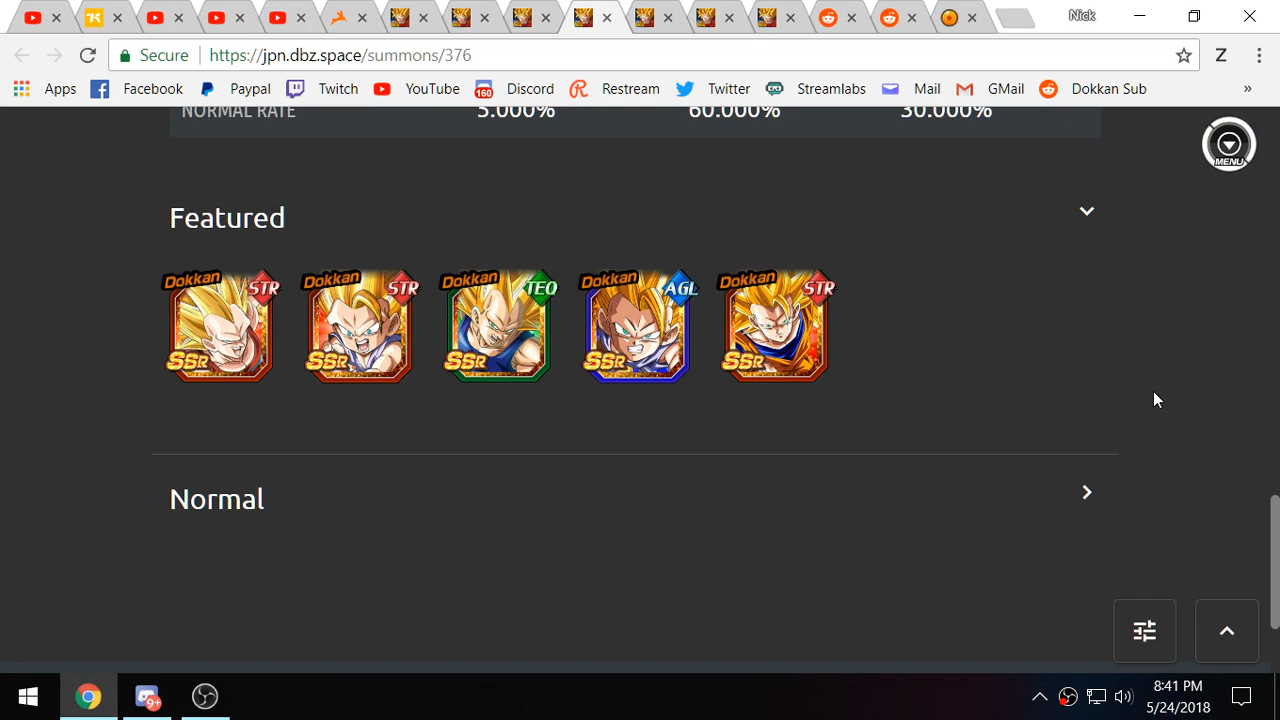 Nick
Secure https://jpn.dbz.space/summons/376 Z
Apps Facebook Paypal Twitch YouTube 160 Discord Restream Twitter Streamlabs Mail GMail Dokkan Sub »
NORMAL RATE 5.000% 60.000% 30.000%
MENU
Featured
Dokkan STR SSR
Dokkan STR SSR
Dokkan TEQ SSR
Dokkan AGL SSR
Dokkan STR SSR
Normal
9+
8:41 PM
5/24/2018